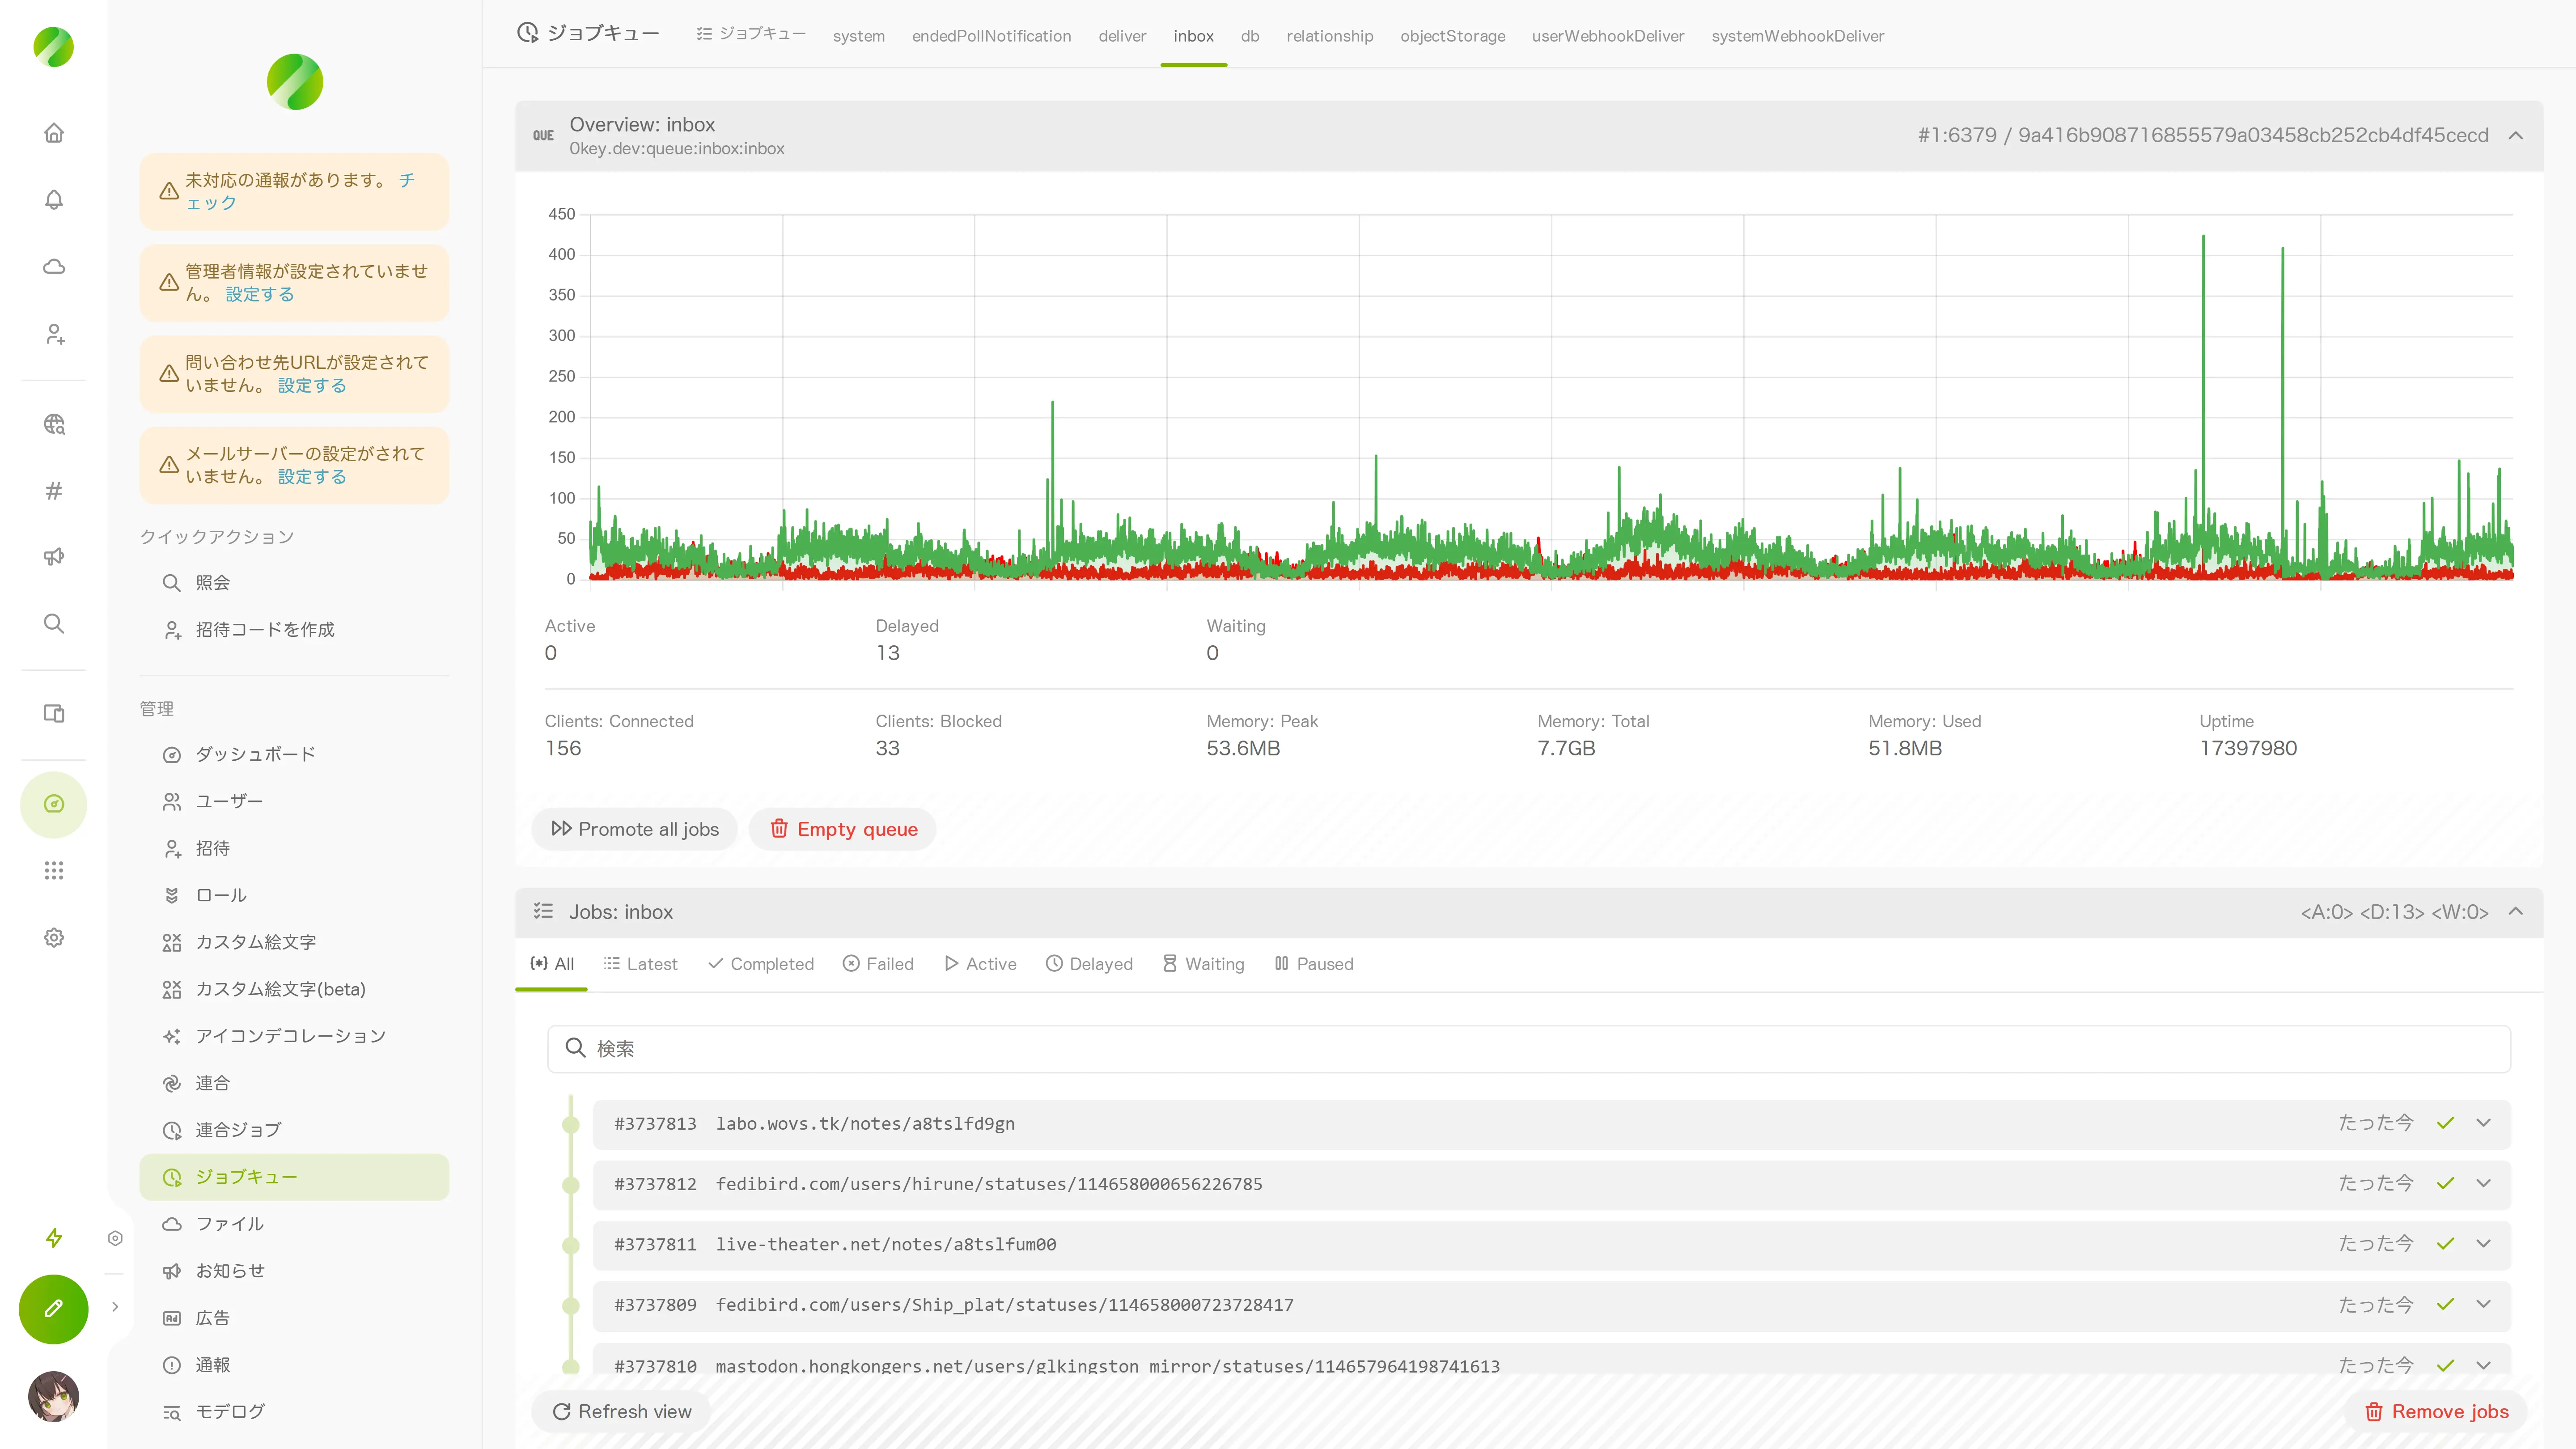 未対応の通報があります。 チ
ェック
管理者情報が設定されていませ
ん。 設定する
問い合わせ先URLが設定されて
いません。 設定する
メールサーバーの設定がされて
いません。 設定する
クイックアクション
照会
招待コードを作成
管理
ダッシュボード
ユーザー
招待
ロール
カスタム絵文字
カスタム絵文字(beta)
アイコンデコレーション
連合
連合ジョブ
ジョブキュー
ファイル
お知らせ
Ad 広告
通報
モデログ
ジョブキュー ジョブキュー system endedPollNotification deliver inbox db relationship objectStorage userWebhookDeliver systemWebhookDeliver
QUE Overview: inbox
0key.dev:queue:inbox:inbox
#1:6379 / 9a416b908716855579a03458cb252cb4df45cecd
450
400
350
300
250
200
150
100
50
0
Active Delayed Waiting
0 13 0
Clients: Connected Clients: Blocked Memory: Peak Memory: Total Memory: Used Uptime
156 33 53.6MB 7.7GB 51.8MB 17397980
Promote all jobs Empty queue
Jobs: inbox <A:0> <D:13> <W:0>
All Latest Completed Failed Active Delayed Waiting Paused
検索
#3737813 labo.wovs.tk/notes/a8tslfd9gn たった今
#3737812 fedibird.com/users/hirune/statuses/114658000656226785 たった今
#3737811 live-theater.net/notes/a8tslfum00 たった今
#3737809 fedibird.com/users/Ship_plat/statuses/114658000723728417 たった今
#3737810 mastodon.hongkongers.net/users/glkingston_mirror/statuses/114657964198741613 たった今
Refresh view Remove jobs